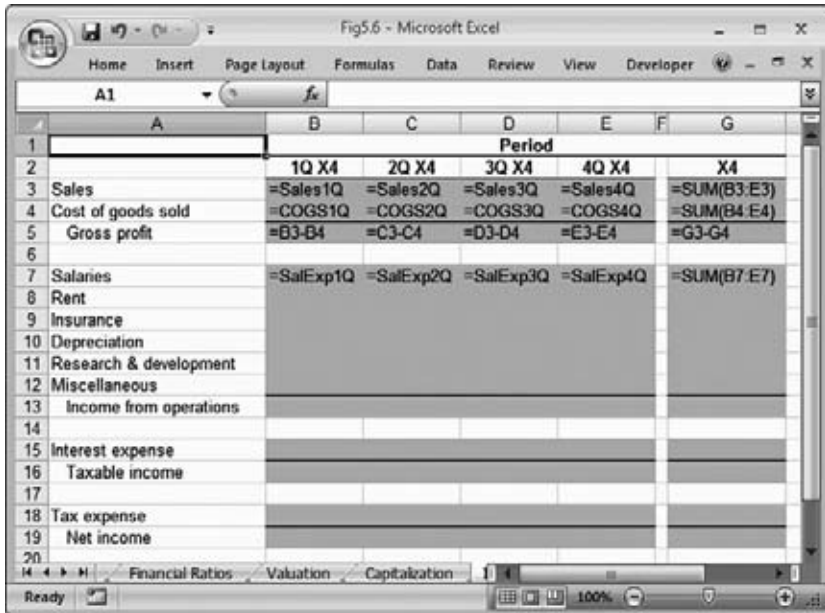 Fig5.6 - Microsoft Excel
Home Insert Page Layout Formulas Data Review View Developer
A1 fx
A B C D E F G
1 Period
2 1Q X4 2Q X4 3Q X4 4Q X4 X4
3 Sales =Sales1Q =Sales2Q =Sales3Q =Sales4Q =SUM(B3:E3)
4 Cost of goods sold =COGS1Q =COGS2Q =COGS3Q =COGS4Q =SUM(B4:E4)
5 Gross profit =B3-B4 =C3-C4 =D3-D4 =E3-E4 =G3-G4
6
7 Salaries =SalExp1Q =SalExp2Q =SalExp3Q =SalExp4Q =SUM(B7:E7)
8 Rent
9 Insurance
10 Depreciation
11 Research & development
12 Miscellaneous
13 Income from operations
14
15 Interest expense
16 Taxable income
17
18 Tax expense
19 Net income
20
Financial Ratios Valuation Capitalization
Ready 100%